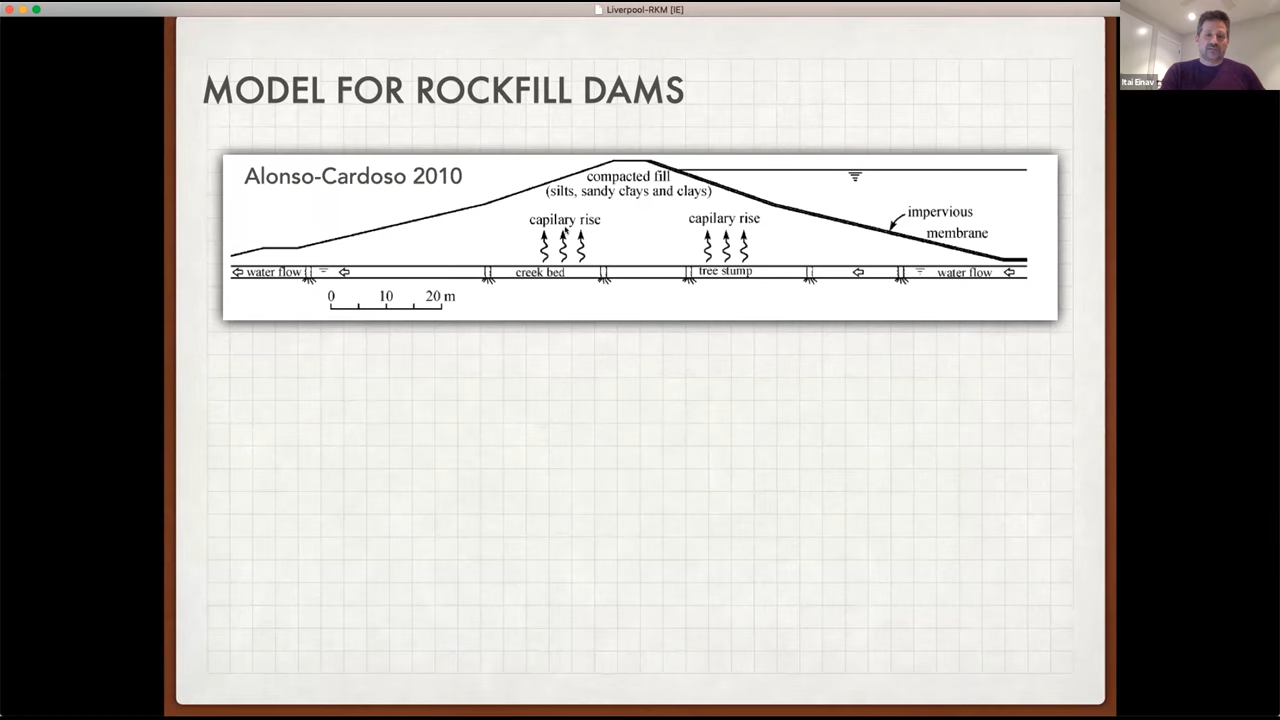 Liverpool-RKM [IE]
Itai Einav
MODEL FOR ROCKFILL DAMS
Alonso-Cardoso 2010
compacted fill
(silts, sandy clays and clays)
capilary rise
capilary rise
impervious
membrane
water flow
creek bed
tree stump
water flow
0 10 20 m